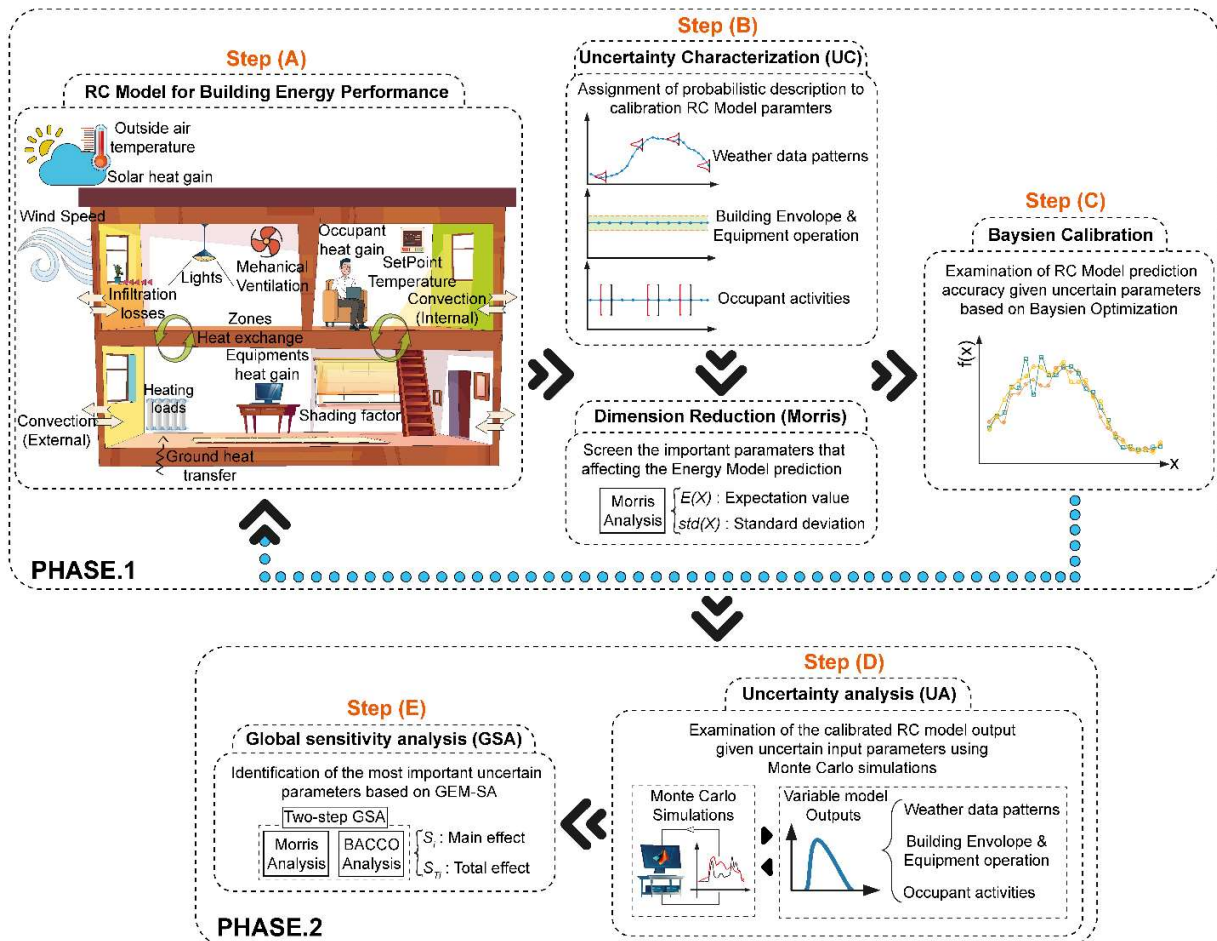 Step (A)
RC Model for Building Energy Performance
Outside air
temperature
Solar heat gain
Wind Speed
Lights
Mehanical
Ventilation
Occupant
heat gain
SetPoint
Temperature
Infiltration
losses
Convection
(Internal)
Zones
Heat exchange
Equipments
heat gain
Heating
loads
Shading factor
Convection
(External)
Ground heat
transfer
Step (B)
Uncertainty Characterization (UC)
Assignment of probabilistic description to
calibration RC Model paramters
Weather data patterns
Building Envelope &
Equipment operation
Occupant activities
Dimension Reduction (Morris)
Screen the important paramaters that
affecting the Energy Model prediction
Morris
Analysis
E(X) : Expectation value
std(X) : Standard deviation
Step (C)
Baysien Calibration
Examination of RC Model prediction
accuracy given uncertain parameters
based on Baysien Optimization
f(x)
X
PHASE.1
Step (D)
Uncertainty analysis (UA)
Examination of the calibrated RC model output
given uncertain input parameters using
Monte Carlo simulations
Monte Carlo
Simulations
Variable model
Outputs
Weather data patterns
Building Envelope &
Equipment operation
Occupant activities
Step (E)
Global sensitivity analysis (GSA)
Identification of the most important uncertain
parameters based on GEM-SA
Two-step GSA
Morris
Analysis
BACCO
Analysis
Si : Main effect
STi : Total effect
PHASE.2